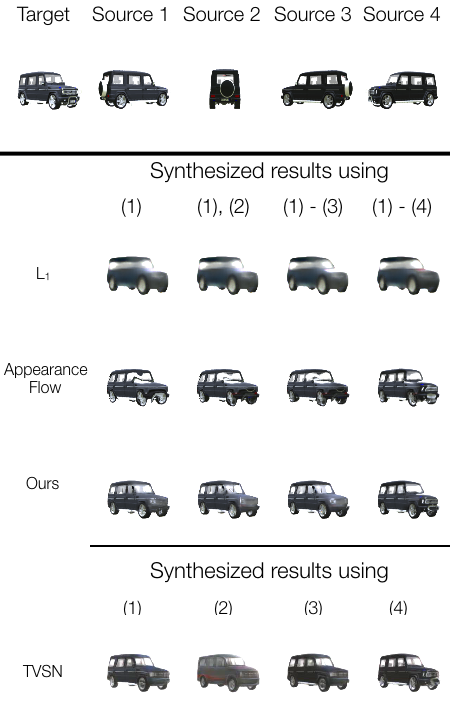 Target Source 1 Source 2 Source 3 Source 4
Synthesized results using
(1) (1), (2) (1) - (3) (1) - (4)
L₁
Appearance
Flow
Ours
Synthesized results using
(1) (2) (3) (4)
TVSN